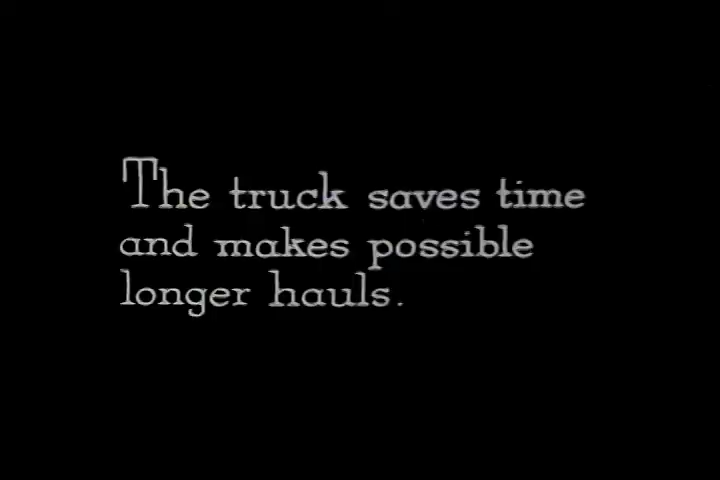 The truck saves time
and makes possible
longer hauls.